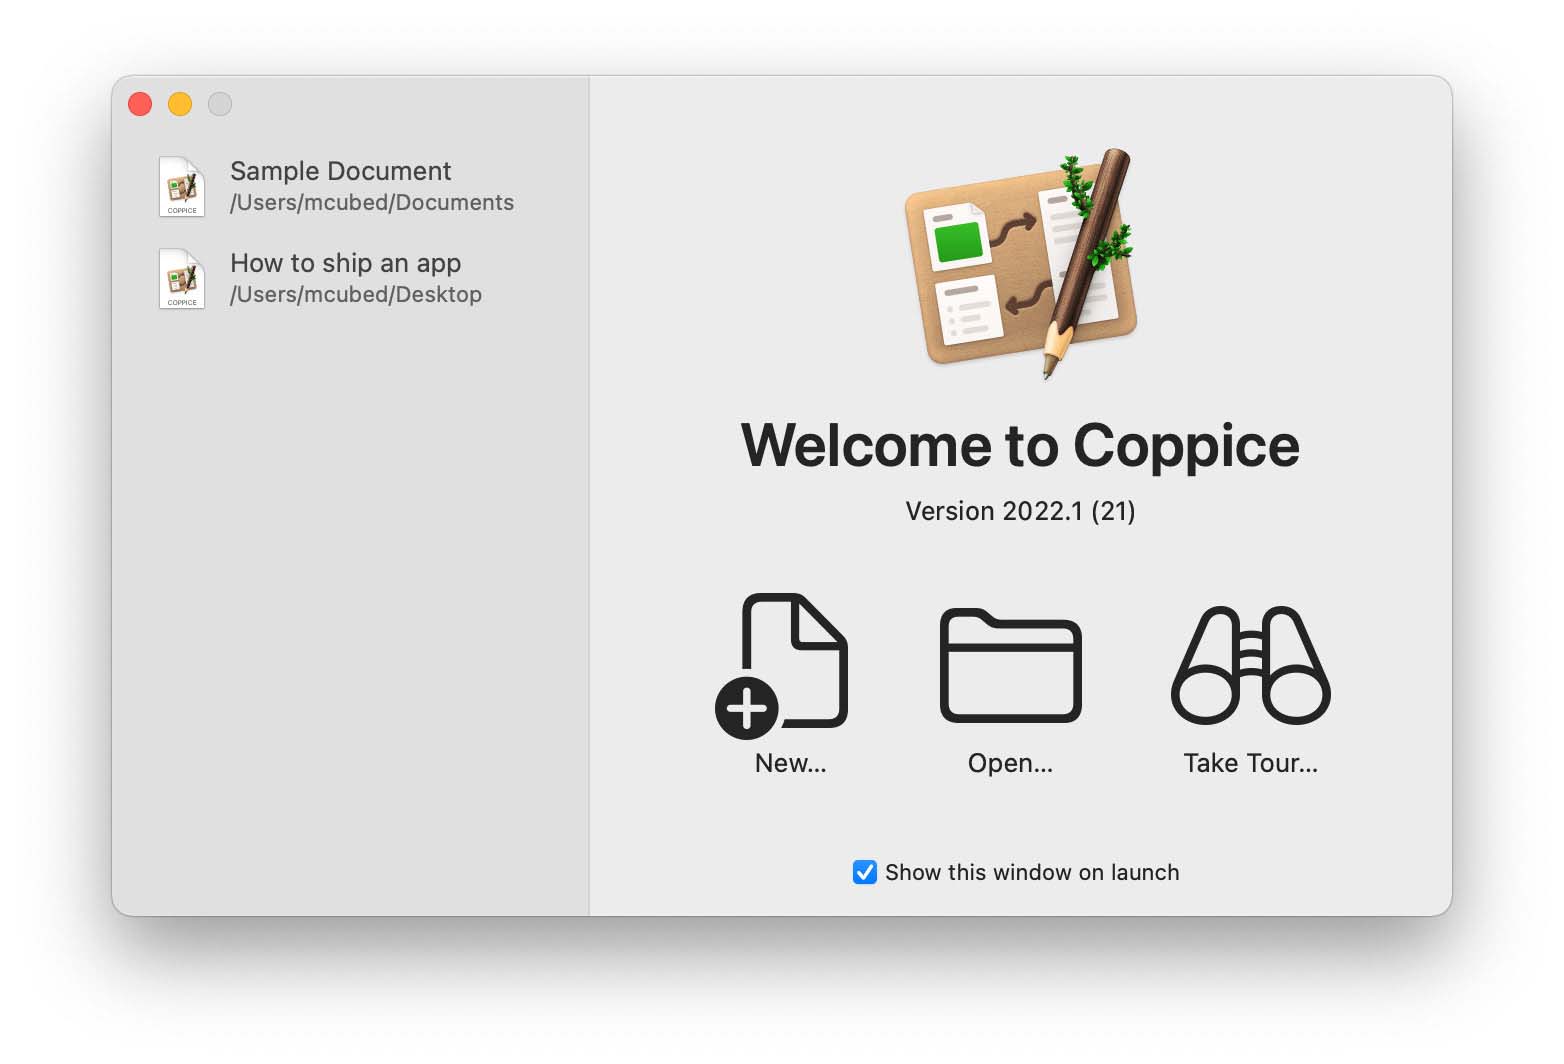 Sample Document
/Users/mcubed/Documents
COPPICE
How to ship an app
/Users/mcubed/Desktop
COPPICE
Welcome to Coppice
Version 2022.1 (21)
New...
Open...
Take Tour...
Show this window on launch